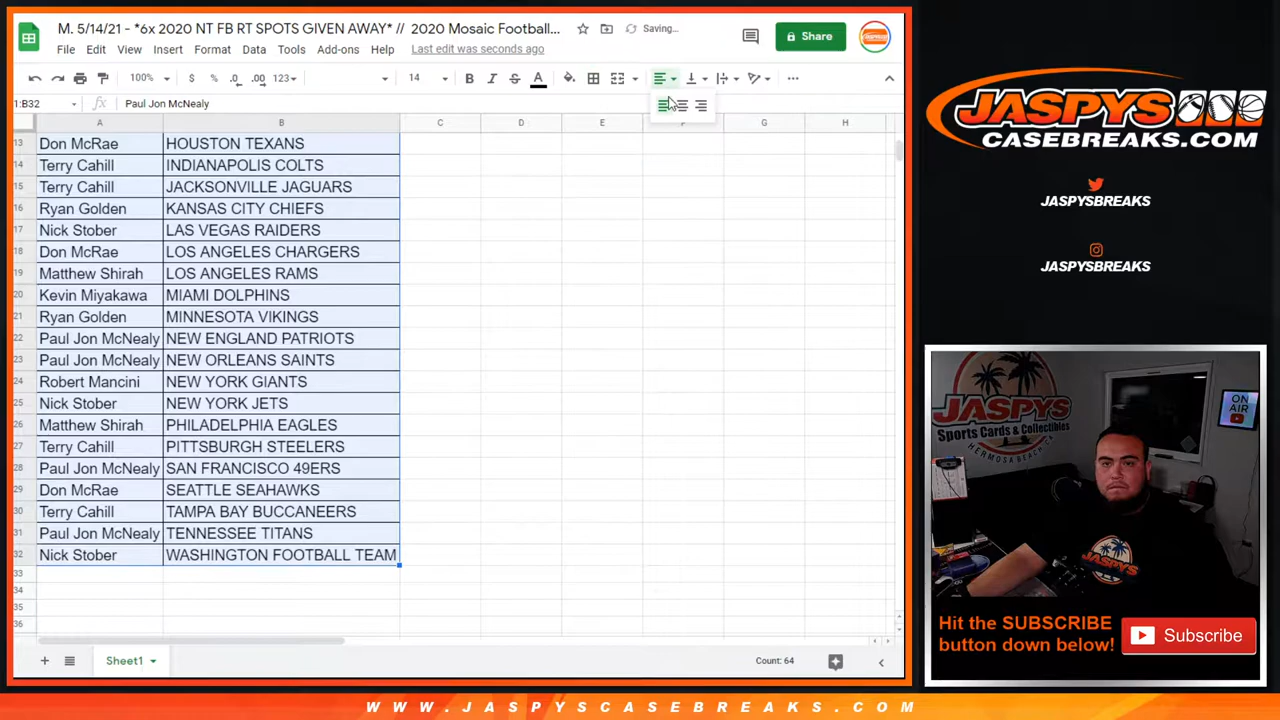 M. 5/14/21 - *6x 2020 NT FB RT SPOTS GIVEN AWAY* // 2020 Mosaic Football...
Saving...
File Edit View Insert Format Data Tools Add-ons Help Last edit was seconds ago
Share
100% $ % .0 .00 123 14 B I S A
1:B32 fx Paul Jon McNealy
A B C D E F G H
13 Don McRae HOUSTON TEXANS
14 Terry Cahill INDIANAPOLIS COLTS
15 Terry Cahill JACKSONVILLE JAGUARS
16 Ryan Golden KANSAS CITY CHIEFS
17 Nick Stober LAS VEGAS RAIDERS
18 Don McRae LOS ANGELES CHARGERS
19 Matthew Shirah LOS ANGELES RAMS
20 Kevin Miyakawa MIAMI DOLPHINS
21 Ryan Golden MINNESOTA VIKINGS
22 Paul Jon McNealy NEW ENGLAND PATRIOTS
23 Paul Jon McNealy NEW ORLEANS SAINTS
24 Robert Mancini NEW YORK GIANTS
25 Nick Stober NEW YORK JETS
26 Matthew Shirah PHILADELPHIA EAGLES
27 Terry Cahill PITTSBURGH STEELERS
28 Paul Jon McNealy SAN FRANCISCO 49ERS
29 Don McRae SEATTLE SEAHAWKS
30 Terry Cahill TAMPA BAY BUCCANEERS
31 Paul Jon McNealy TENNESSEE TITANS
32 Nick Stober WASHINGTON FOOTBALL TEAM
33
34
35
36
Sheet1
Count: 64
JASPYS
CASEBREAKS.COM
JASPYSBREAKS
JASPYSBREAKS
JASPYS
Sports Cards & Collectibles
HERMOSA BEACH CA
ON
AIR
JASPYS
Hit the SUBSCRIBE
button down below!
Subscribe
WWW.JASPYSCASEBREAKS.COM